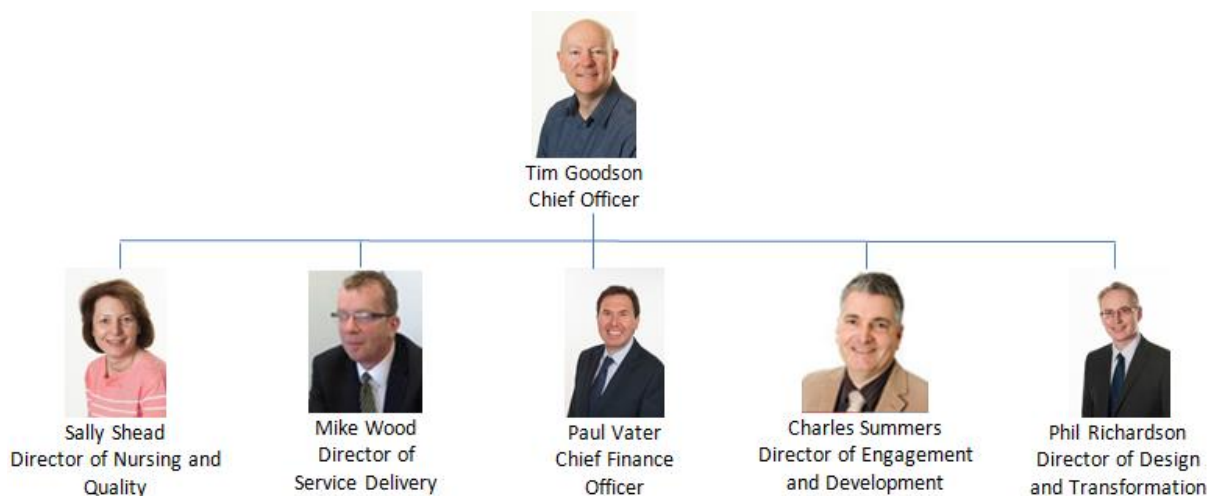 Tim Goodson
Chief Officer
Sally Shead
Director of Nursing and
Quality
Mike Wood
Director of
Service Delivery
Paul Vater
Chief Finance
Officer
Charles Summers
Director of Engagement
and Development
Phil Richardson
Director of Design
and Transformation